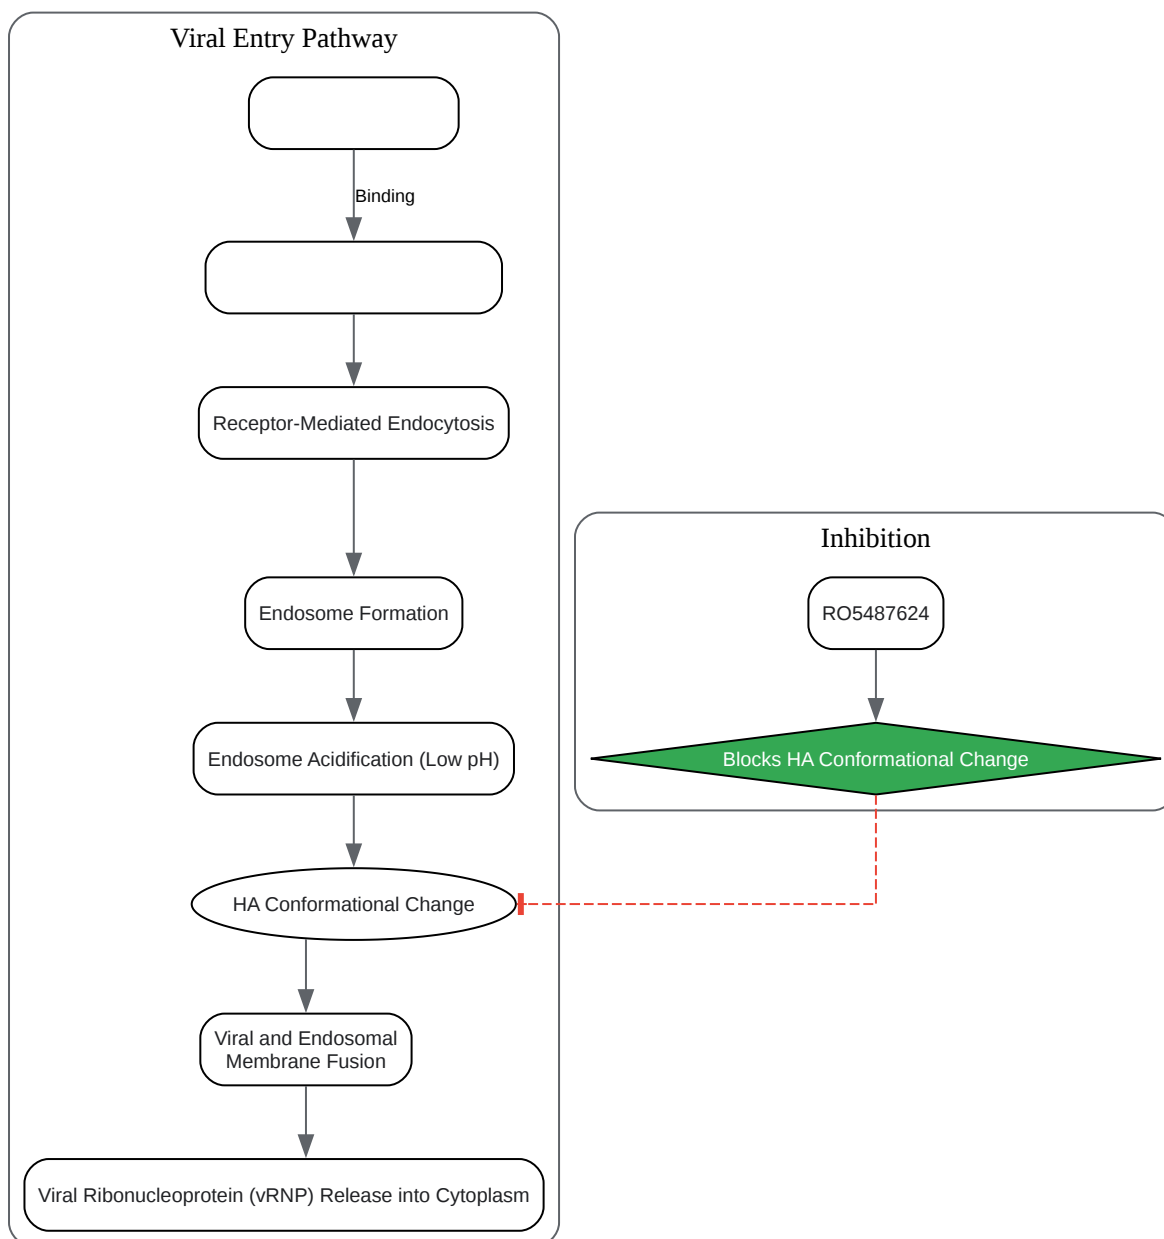 Viral Entry Pathway
Binding
Receptor-Mediated Endocytosis
Endosome Formation
Endosome Acidification (Low pH)
HA Conformational Change
Viral and Endosomal
Membrane Fusion
Viral Ribonucleoprotein (vRNP) Release into Cytoplasm
Inhibition
RO5487624
Blocks HA Conformational Change